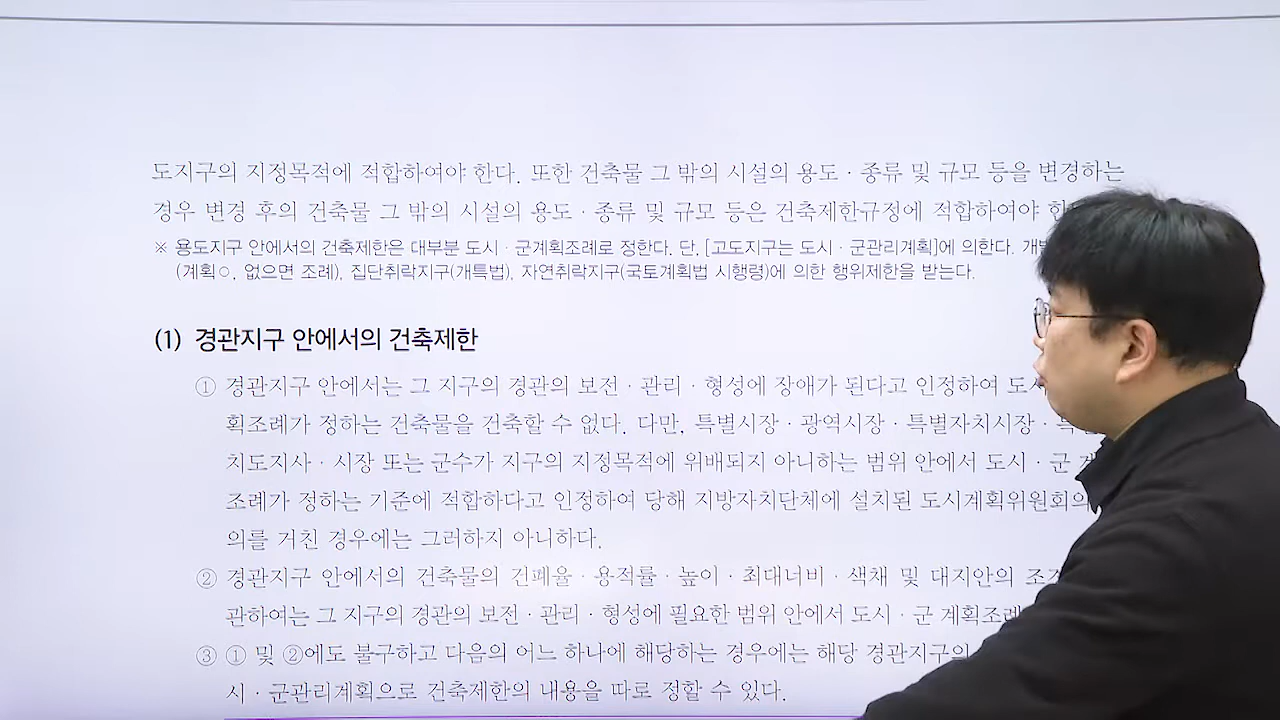 도지구의 지정목적에 적합하여야 한다. 또한 건축물 그 밖의 시설의 용도 · 종류 및 규모 등을 변경하는
경우 변경 후의 건축물 그 밖의 시설의 용도 · 종류 및 규모 등은 건축제한규정에 적합하여야
※ 용도지구 안에서의 건축제한은 대부분 도시 · 군계획조례로 정한다. 단, [고도지구는 도시 · 군관리계획]에 의한다.
(계획○, 없으면 조례), 집단취락지구(개특법), 자연취락지구(국토계획법 시행령)에 의한 행위제한을 받는다.
(1) 경관지구 안에서의 건축제한
① 경관지구 안에서는 그 지구의 경관의 보전 · 관리 · 형성에 장애가 된다고 인정하여
획조례가 정하는 건축물을 건축할 수 없다. 다만, 특별시장 · 광역시장 · 특별자치시장 ·
치도지사 · 시장 또는 군수가 지구의 지정목적에 위배되지 아니하는 범위 안에서 도시 · 군
조례가 정하는 기준에 적합하다고 인정하여 당해 지방자치단체에 설치된 도시계획위원회의
의를 거친 경우에는 그러하지 아니하다.
② 경관지구 안에서의 건축물의 건폐율 · 용적률 · 높이 · 최대너비 · 색채 및 대지안의
관하여는 그 지구의 경관의 보전 · 관리 · 형성에 필요한 범위 안에서 도시 · 군 계획조례
③ ① 및 ②에도 불구하고 다음의 어느 하나에 해당하는 경우에는 해당 경관지구의
시 · 군관리계획으로 건축제한의 내용을 따로 정할 수 있다.